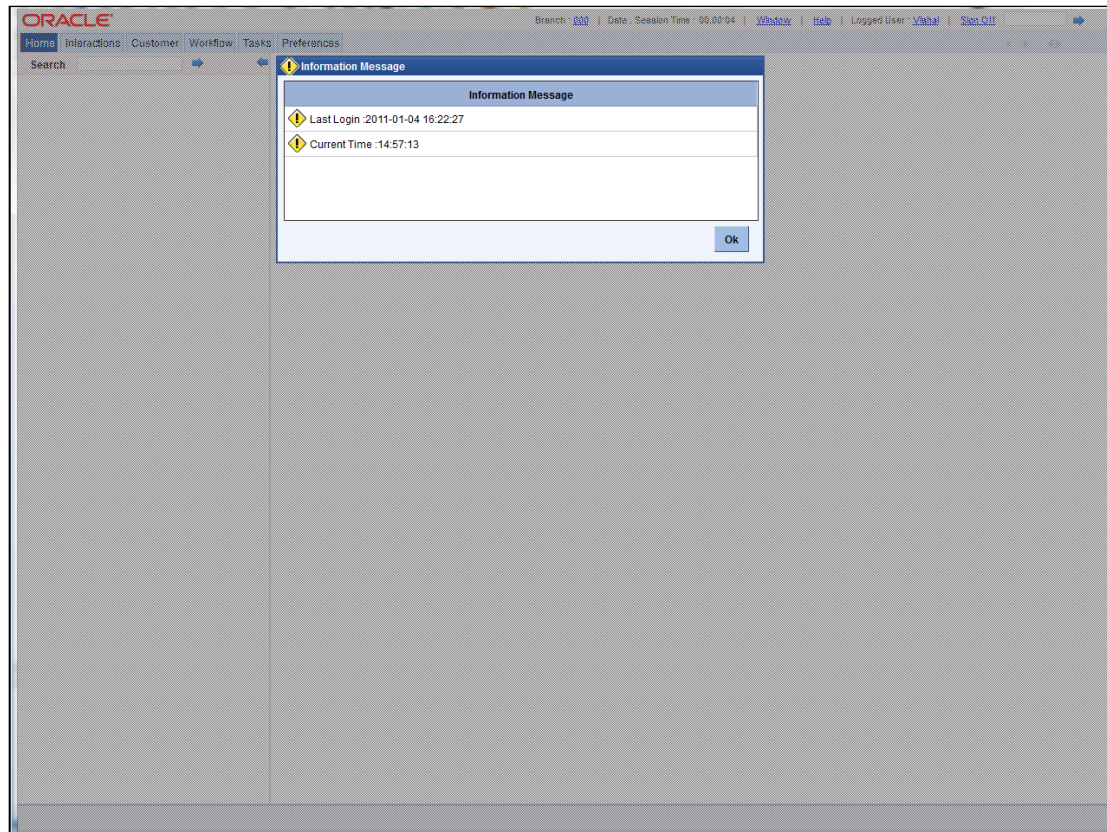 ORACLE
Branch : 000 | Date . Session Time : 00.00:04 | Window | Help | Logged User : Vishal | Sign Off
Home Interactions Customer Workflow Tasks Preferences
Search
Information Message
Information Message
Last Login :2011-01-04 16:22:27
Current Time :14:57:13
Ok